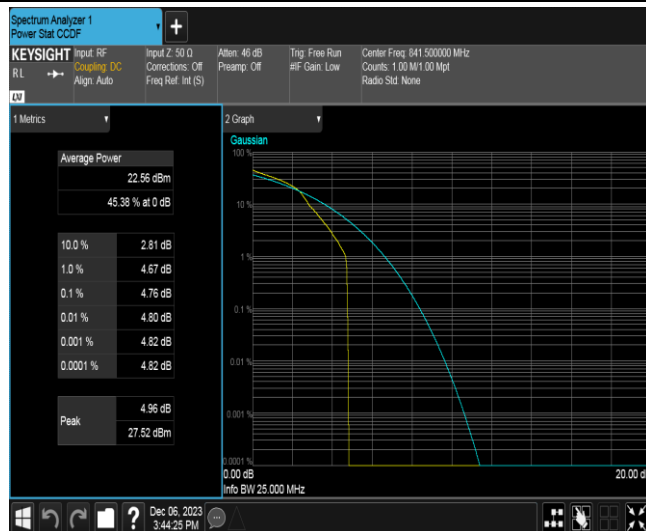 Spectrum Analyzer 1
Power Stat CCDF
KEYSIGHT
RL
Input: RF
Coupling: DC
Align: Auto
Input Z: 50 Ω
Corrections: Off
Freq Ref: Int (S)
Atten: 46 dB
Preamp: Off
Trig: Free Run
#IF Gain: Low
Center Freq: 841.500000 MHz
Counts: 1.00 M/1.00 Mpt
Radio Std: None
1 Metrics
Average Power
22.56 dBm
45.38 % at 0 dB
10.0 % 2.81 dB
1.0 % 4.67 dB
0.1 % 4.76 dB
0.01 % 4.80 dB
0.001 % 4.82 dB
0.0001 % 4.82 dB
Peak
4.96 dB
27.52 dBm
2 Graph
Gaussian
100 %
10 %
1 %
0.1 %
0.01 %
0.001 %
0.0001 %
0.00 dB
20.00 d
Info BW 25.000 MHz
Dec 06, 2023
3:44:25 PM